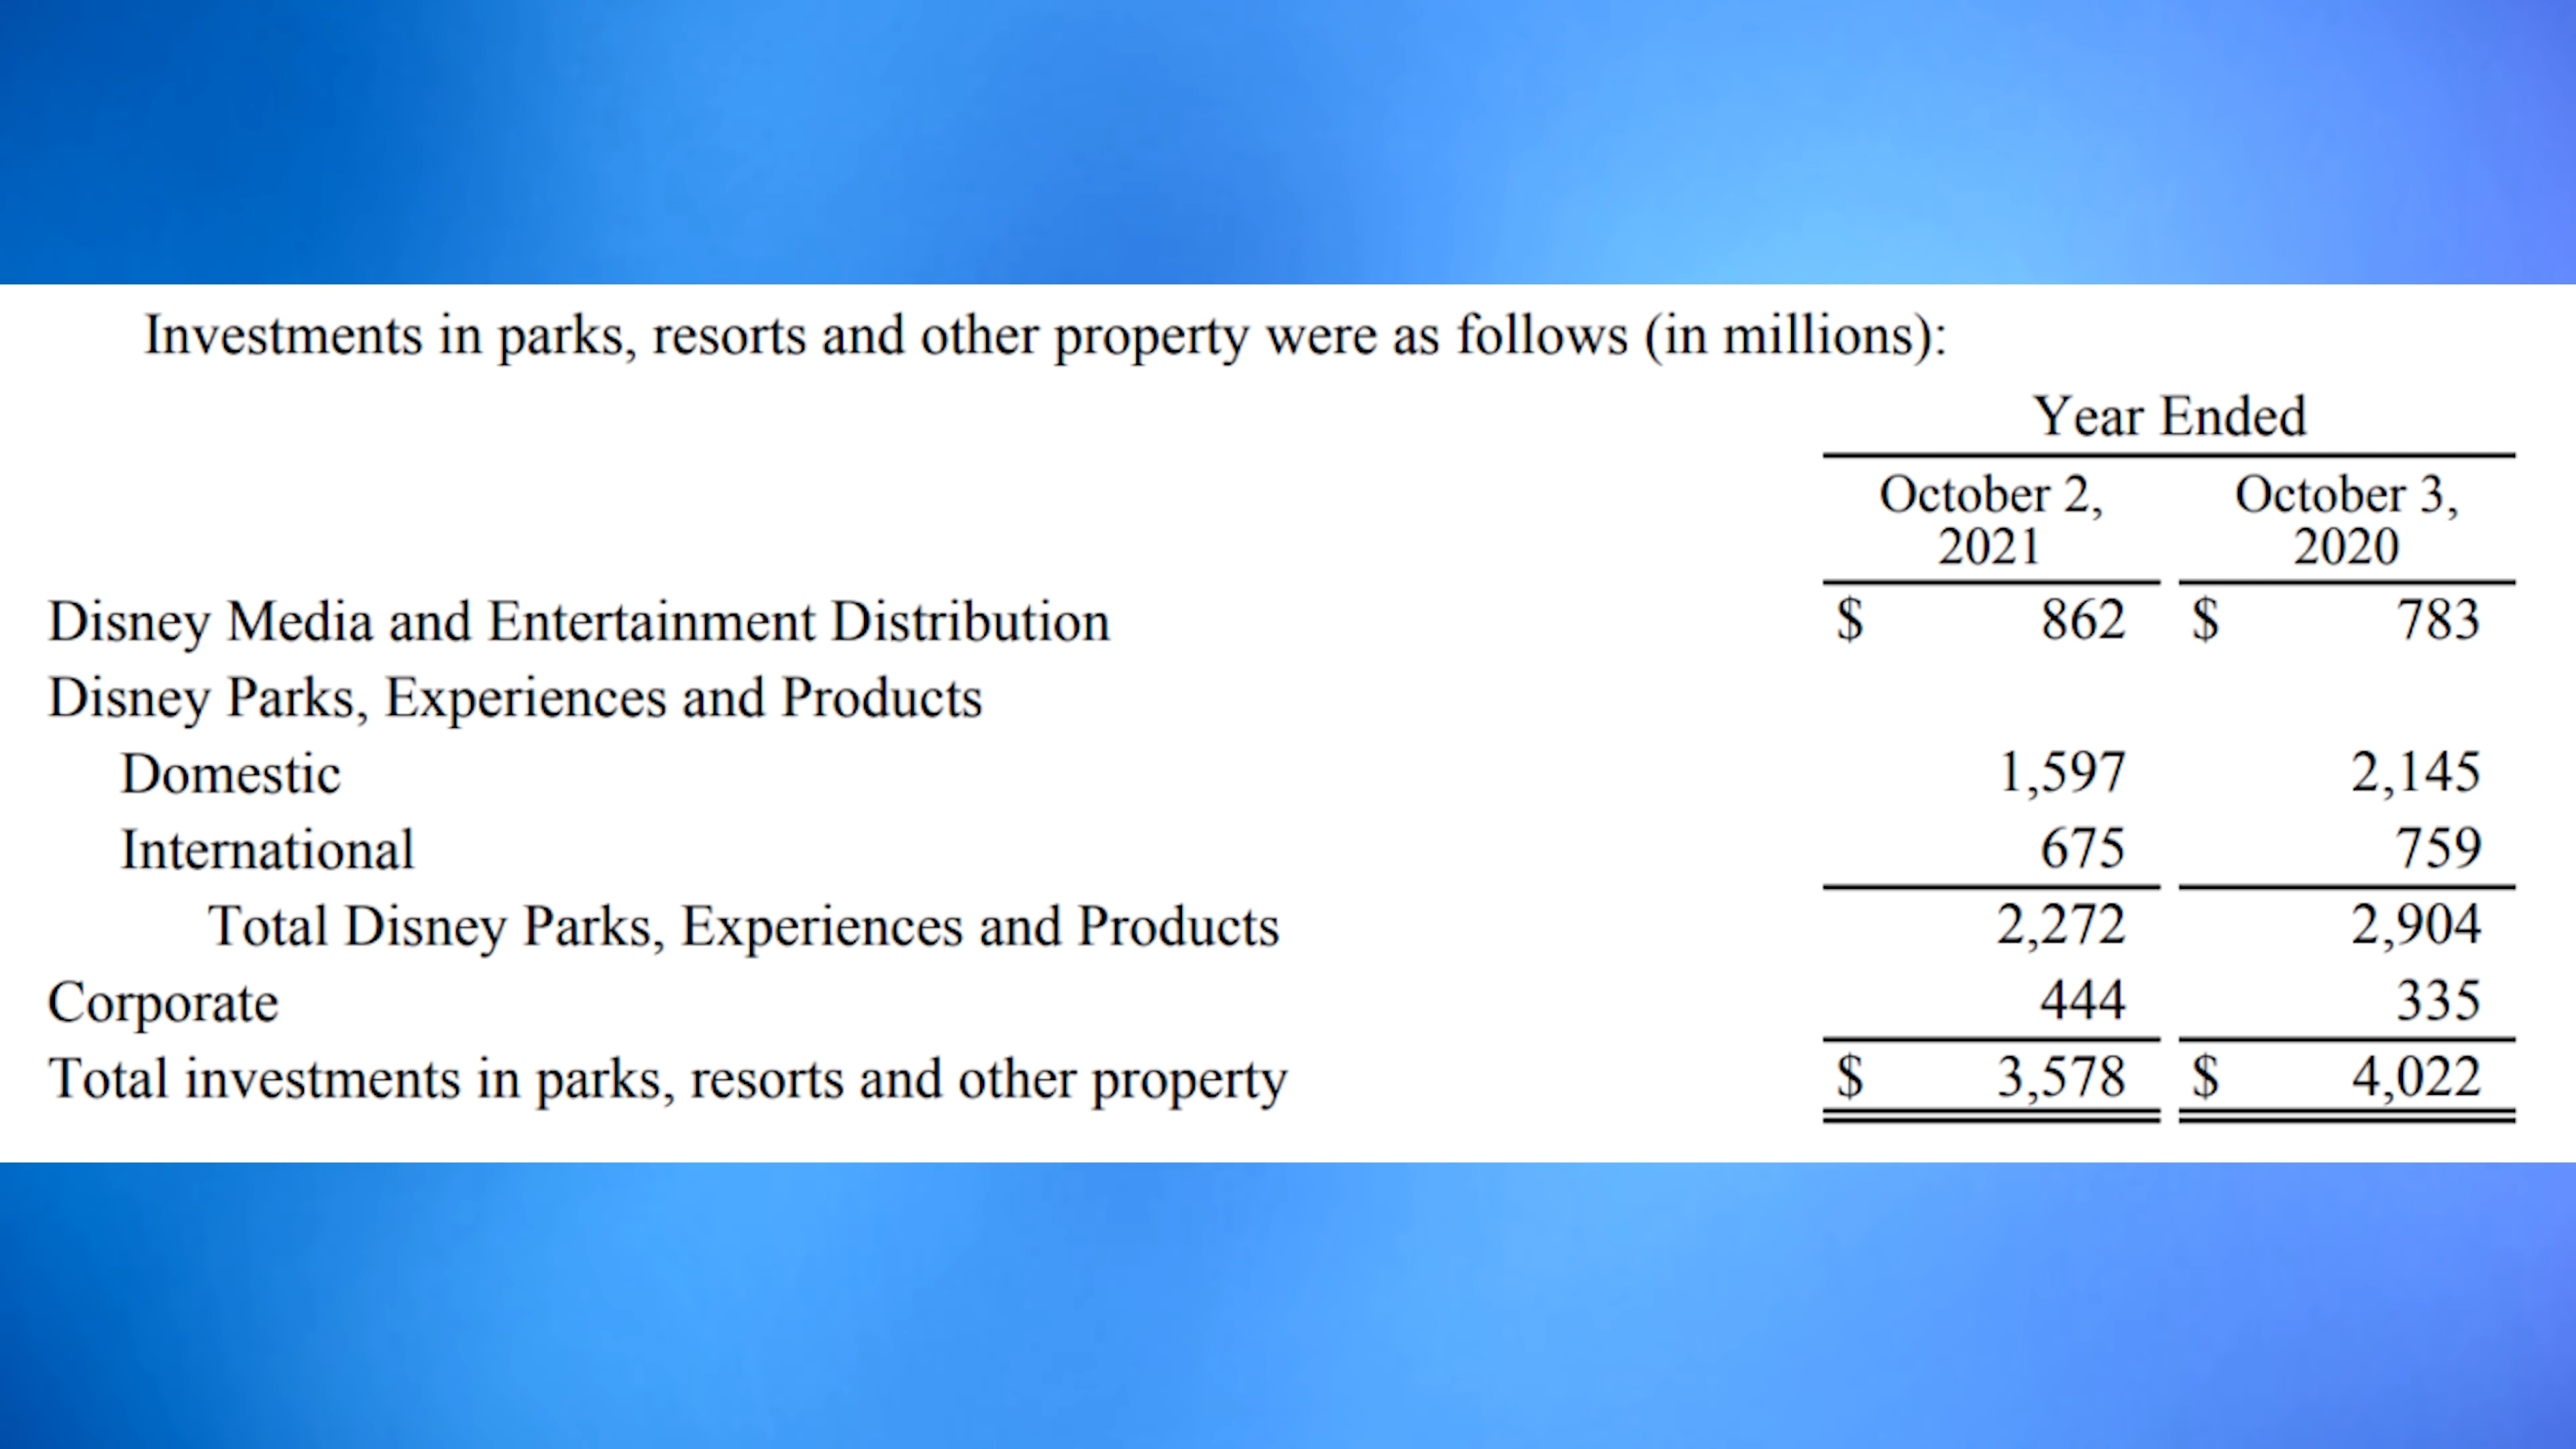 Investments in parks, resorts and other property were as follows (in millions):
Year Ended
October 2, 2021 October 3, 2020
Disney Media and Entertainment Distribution $ 862 $ 783
Disney Parks, Experiences and Products
Domestic 1,597 2,145
International 675 759
Total Disney Parks, Experiences and Products 2,272 2,904
Corporate 444 335
Total investments in parks, resorts and other property $ 3,578 $ 4,022